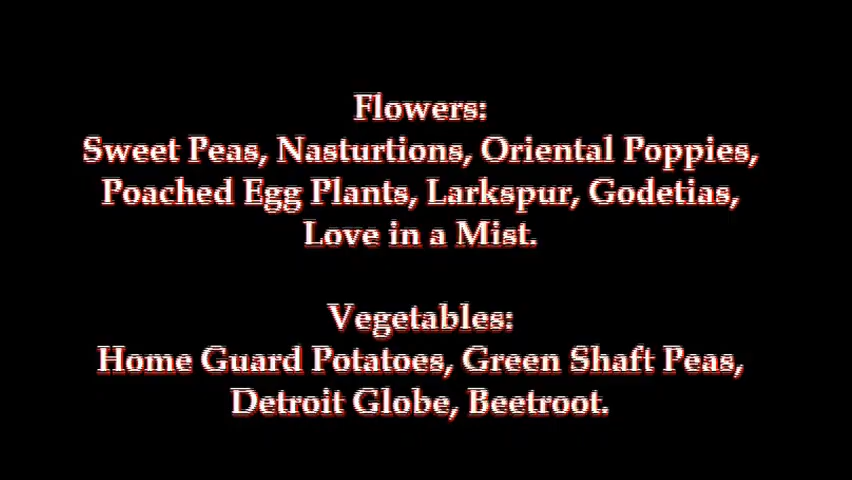 Flowers:
Sweet Peas, Nasturtions, Oriental Poppies,
Poached Egg Plants, Larkspur, Godetias,
Love in a Mist.
Vegetables:
Home Guard Potatoes, Green Shaft Peas,
Detroit Globe, Beetroot.